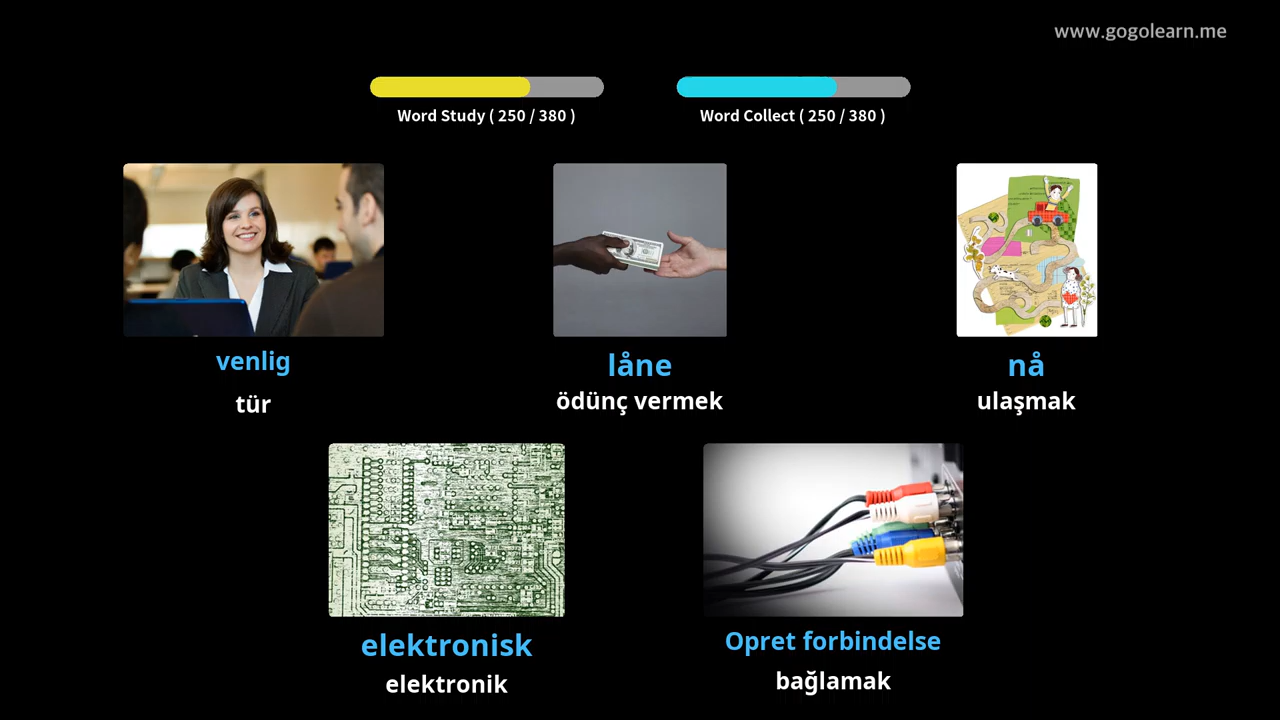 www.gogolearn.me
Word Study ( 250 / 380 )
Word Collect ( 250 / 380 )
venlig
tür
låne
ödünç vermek
nå
ulaşmak
elektronisk
elektronik
Opret forbindelse
bağlamak